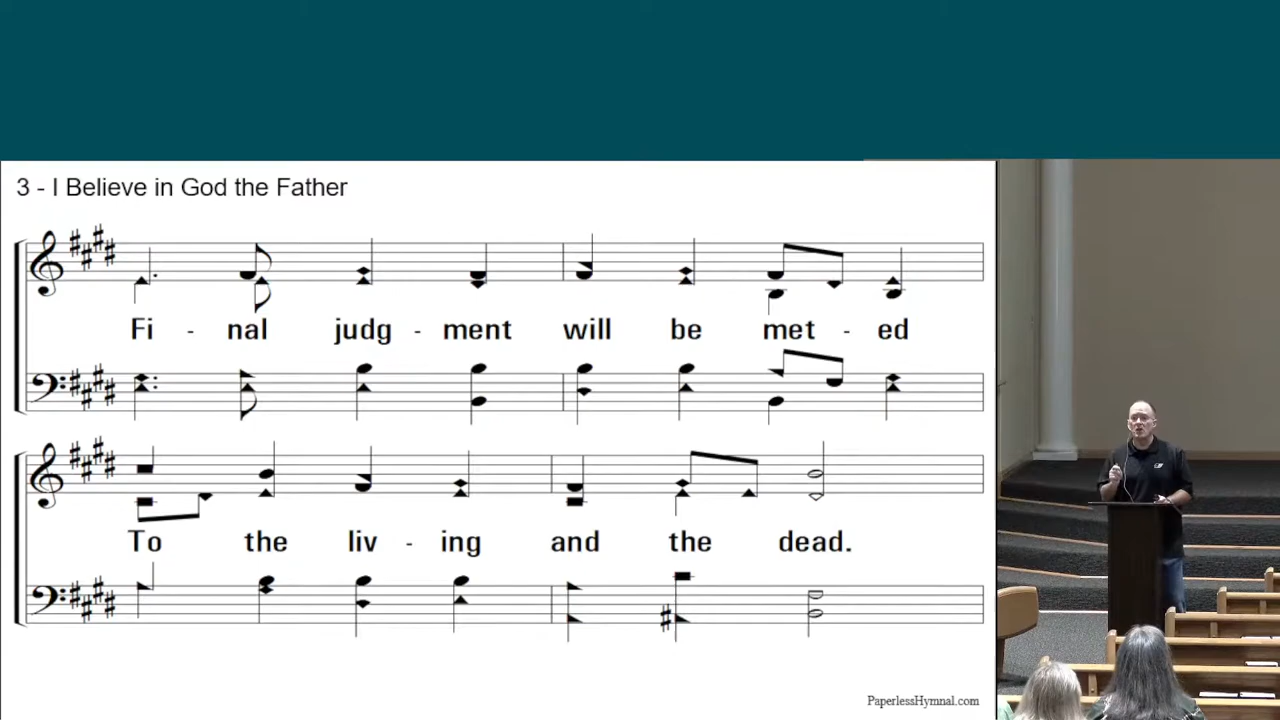 3 - I Believe in God the Father
Fi - nal judg - ment will be met - ed
To the liv - ing and the dead.
PaperlessHymnal.com